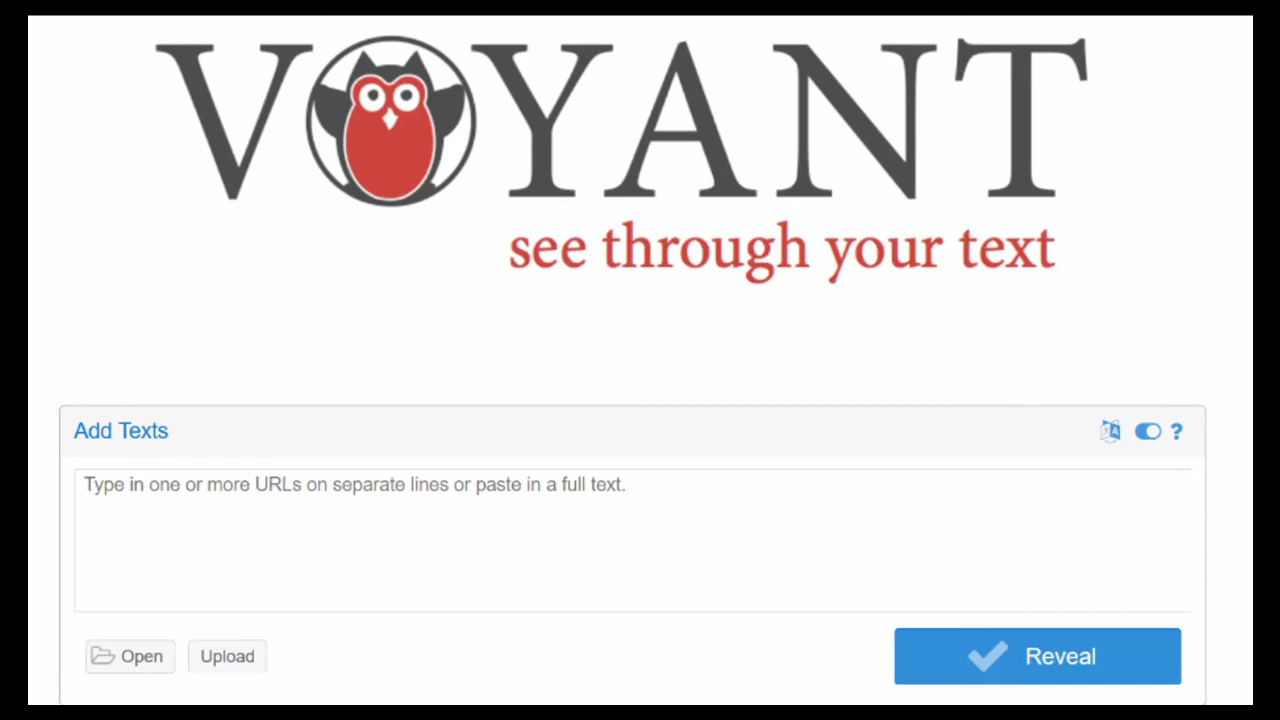 VOYANT
see through your text
Add Texts
?
Type in one or more URLs on separate lines or paste in a full text.
Open
Upload
Reveal